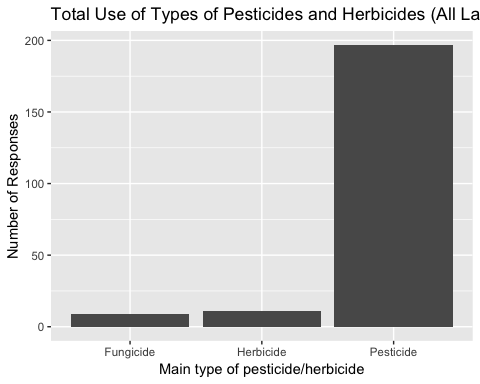 Total Use of Types of Pesticides and Herbicides (All La
200
150
100
50
0
Number of Responses
Fungicide Herbicide Pesticide
Main type of pesticide/herbicide